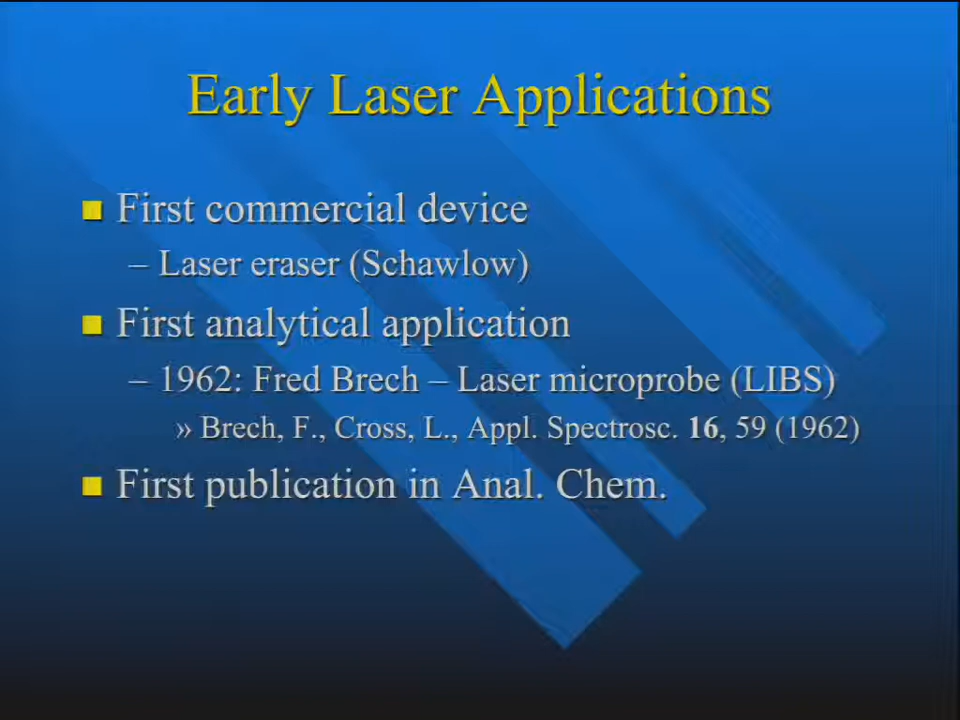 Early Laser Applications
First commercial device
– Laser eraser (Schawlow)
First analytical application
– 1962: Fred Brech – Laser microprobe (LIBS)
» Brech, F., Cross, L., Appl. Spectrosc. 16, 59 (1962)
First publication in Anal. Chem.